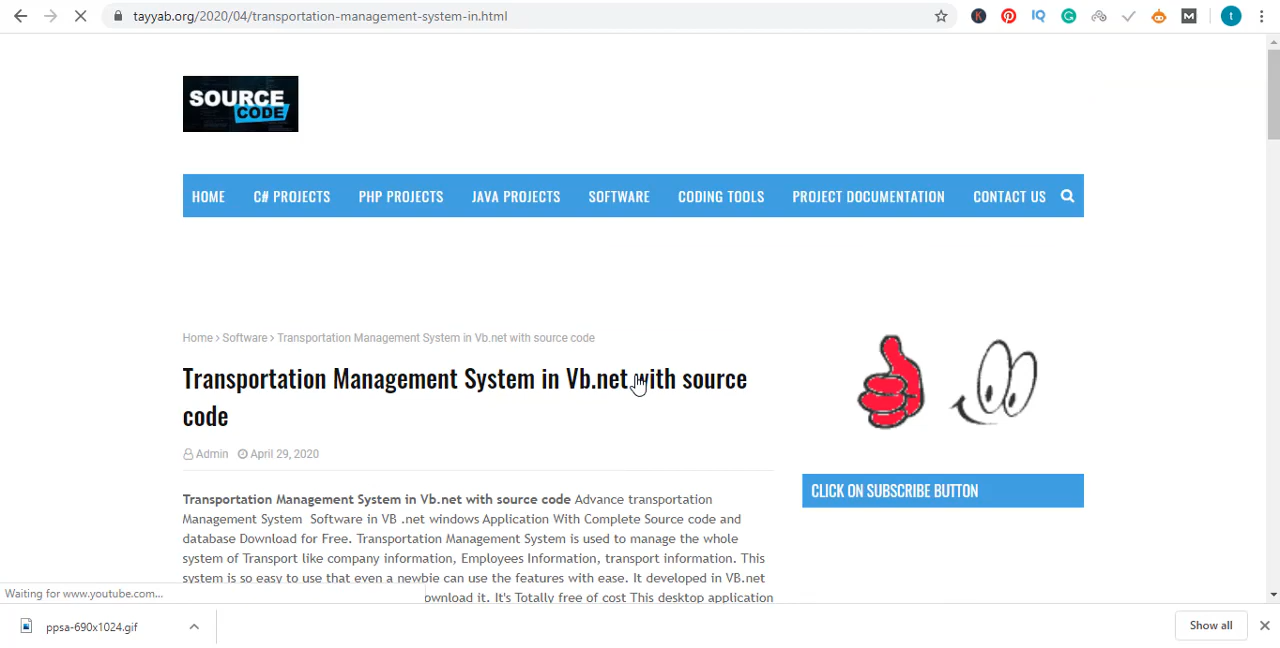 tayyab.org/2020/04/transportation-management-system-in.html
K
IQ
G
M
t
SOURCE
CODE
HOME C# PROJECTS PHP PROJECTS JAVA PROJECTS SOFTWARE CODING TOOLS PROJECT DOCUMENTATION CONTACT US
Home › Software › Transportation Management System in Vb.net with source code
Transportation Management System in Vb.net with source
code
Admin April 29, 2020
CLICK ON SUBSCRIBE BUTTON
Transportation Management System in Vb.net with source code Advance transportation
Management System Software in VB .net windows Application With Complete Source code and
database Download for Free. Transportation Management System is used to manage the whole
system of Transport like company information, Employees Information, transport information. This
system is so easy to use that even a newbie can use the features with ease. It developed in VB.net
ownload it. It's Totally free of cost This desktop application
Waiting for www.youtube.com...
ppsa-690x1024.gif
Show all